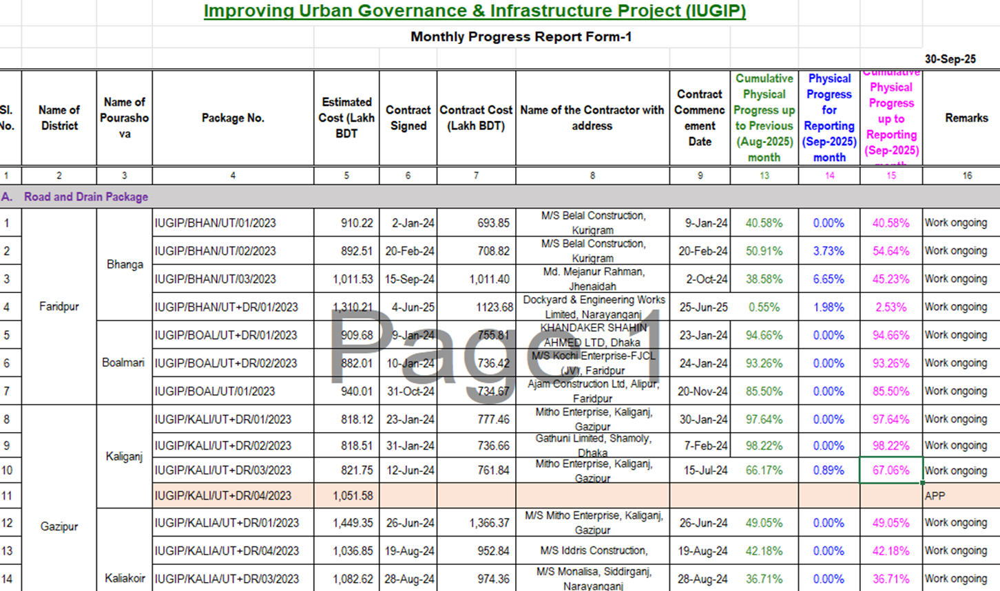 Improving Urban Governance & Infrastructure Project (IUGIP)
Monthly Progress Report Form-1
30-Sep-25
Sl. No. | Name of District | Name of Pourasho va | Package No. | Estimated Cost (Lakh BDT | Contract Signed | Contract Cost (Lakh BDT) | Name of the Contractor with address | Contract Commenc ement Date | Cumulative Physical Progress up to Previous (Aug-2025) month | Physical Progress for Reporting (Sep-2025) month | Cumulative Physical Progress up to Reporting (Sep-2025) month | Remarks
1 | 2 | 3 | 4 | 5 | 6 | 7 | 8 | 9 | 13 | 14 | 15 | 16
A. Road and Drain Package
1 | Faridpur | Bhanga | IUGIP/BHAN/UT/01/2023 | 910.22 | 2-Jan-24 | 693.85 | M/S Belal Construction, Kurigram | 9-Jan-24 | 40.58% | 0.00% | 40.58% | Work ongoing
2 | IUGIP/BHAN/UT/02/2023 | 892.51 | 20-Feb-24 | 708.82 | M/S Belal Construction, Kurigram | 20-Feb-24 | 50.91% | 3.73% | 54.64% | Work ongoing
3 | IUGIP/BHAN/UT/03/2023 | 1,011.53 | 15-Sep-24 | 1,011.40 | Md. Mejanur Rahman, Jhenaidah | 2-Oct-24 | 38.58% | 6.65% | 45.23% | Work ongoing
4 | IUGIP/BHAN/UT+DR/01/2023 | 1,310.21 | 4-Jun-25 | 1123.68 | Dockyard & Engineering Works Limited, Narayanganj | 25-Jun-25 | 0.55% | 1.98% | 2.53% | Work ongoing
5 | Boalmari | IUGIP/BOAL/UT+DR/01/2023 | 909.68 | 9-Jan-24 | 755.81 | KHANDAKER SHAHIN AHMED LTD, Dhaka | 23-Jan-24 | 94.66% | 0.00% | 94.66% | Work ongoing
6 | IUGIP/BOAL/UT+DR/02/2023 | 882.01 | 10-Jan-24 | 736.42 | M/S Kochi Enterprise-FJCL (JV), Faridpur | 24-Jan-24 | 93.26% | 0.00% | 93.26% | Work ongoing
7 | IUGIP/BOAL/UT/01/2023 | 940.01 | 31-Oct-24 | 734.67 | Ajam Construction Ltd, Alipur, Faridpur | 20-Nov-24 | 85.50% | 0.00% | 85.50% | Work ongoing
8 | Gazipur | Kaliganj | IUGIP/KALI/UT+DR/01/2023 | 818.12 | 23-Jan-24 | 777.46 | Mitho Enterprise, Kaliganj, Gazipur | 30-Jan-24 | 97.64% | 0.00% | 97.64% | Work ongoing
9 | IUGIP/KALI/UT+DR/02/2023 | 818.51 | 31-Jan-24 | 736.66 | Gathuni Limited, Shamoly, Dhaka | 7-Feb-24 | 98.22% | 0.00% | 98.22% | Work ongoing
10 | IUGIP/KALI/UT+DR/03/2023 | 821.75 | 12-Jun-24 | 761.84 | Mitho Enterprise, Kaliganj, Gazipur | 15-Jul-24 | 66.17% | 0.89% | 67.06% | Work ongoing
11 | IUGIP/KALI/UT+DR/04/2023 | 1,051.58 | APP
12 | Kaliakoir | IUGIP/KALIA/UT+DR/01/2023 | 1,449.35 | 26-Jun-24 | 1,366.37 | M/S Mitho Enterprise, Kaliganj, Gazipur | 26-Jun-24 | 49.05% | 0.00% | 49.05% | Work ongoing
13 | IUGIP/KALIA/UT+DR/04/2023 | 1,036.85 | 19-Aug-24 | 952.84 | M/S Iddris Construction, | 19-Aug-24 | 42.18% | 0.00% | 42.18% | Work ongoing
14 | IUGIP/KALIA/UT+DR/03/2023 | 1,082.62 | 28-Aug-24 | 974.36 | M/S Monalisa, Siddirganj, Narayanganj | 28-Aug-24 | 36.71% | 0.00% | 36.71% | Work ongoing
Page 1